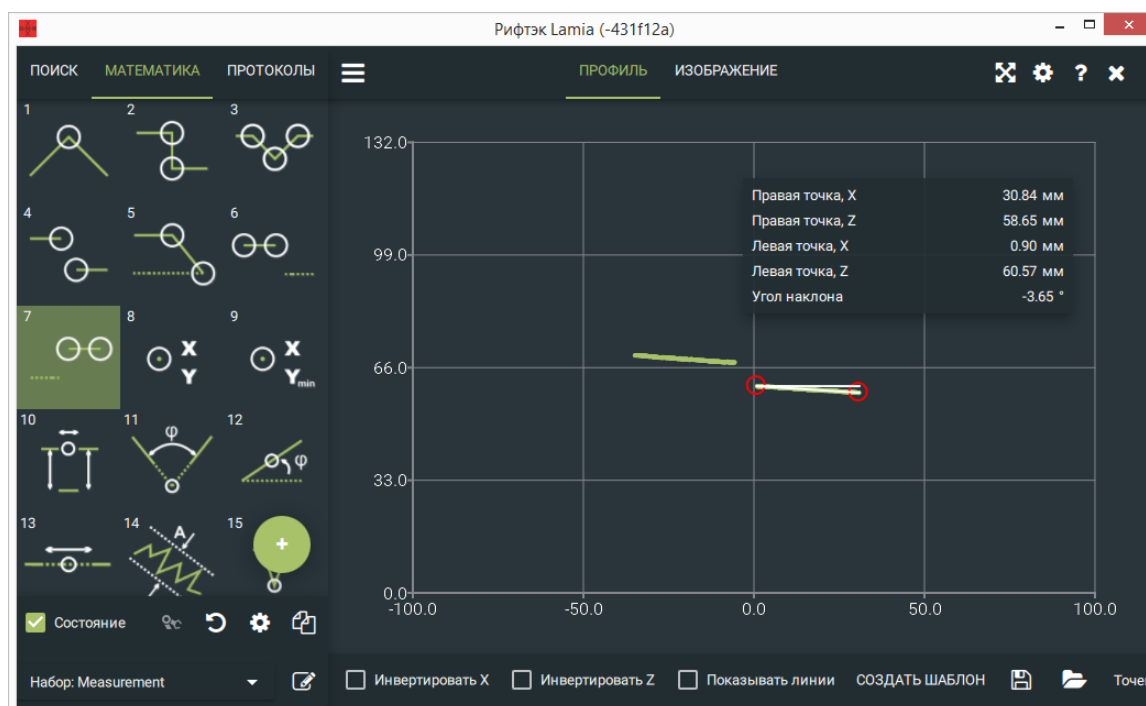 Рифтэк Lamia (-431f12a)
ПОИСК МАТЕМАТИКА ПРОТОКОЛЫ ПРОФИЛЬ ИЗОБРАЖЕНИЕ ?
1 2 3
4 5 6
7 8 X Y 9 X Ymin
10 11 φ 12 φ
13 14 A 15 +
132.0
99.0
66.0
33.0
0.0
-100.0 -50.0 0.0 50.0 100.0
Правая точка, X 30.84 мм
Правая точка, Z 58.65 мм
Левая точка, X 0.90 мм
Левая точка, Z 60.57 мм
Угол наклона -3.65 °
Состояние
Набор: Measurement
Инвертировать X Инвертировать Z Показывать линии СОЗДАТЬ ШАБЛОН